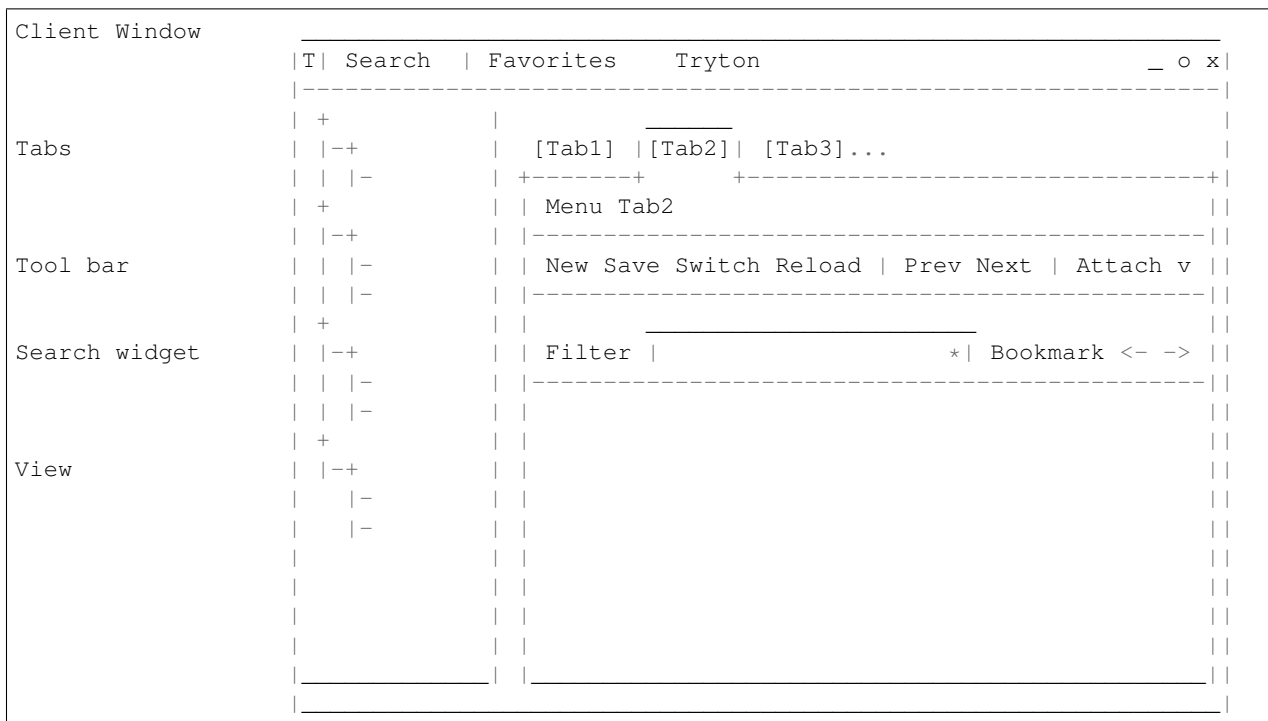 Client Window
|T| Search | Favorites Tryton _ o x|
Tabs [Tab1] |[Tab2]| [Tab3]...
Menu Tab2
Tool bar New Save Switch Reload | Prev Next | Attach v
Search widget Filter | *| Bookmark <- ->
View